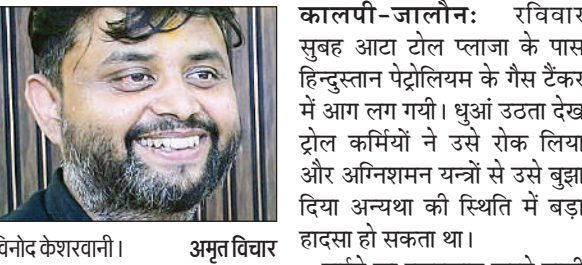 विनोद केशरवानी। अमृत विचार
कालपी-जालौनः रविवार
सुबह आटा टोल प्लाजा के पास
हिन्दुस्तान पेट्रोलियम के गैस टैंकर
में आग लग गयी। धुआं उठता देख
ट्रोल कर्मियों ने उसे रोक लिया
और अग्निशमन यन्त्रों से उसे बुझा
दिया अन्यथा की स्थिति में बड़ा
हादसा हो सकता था।